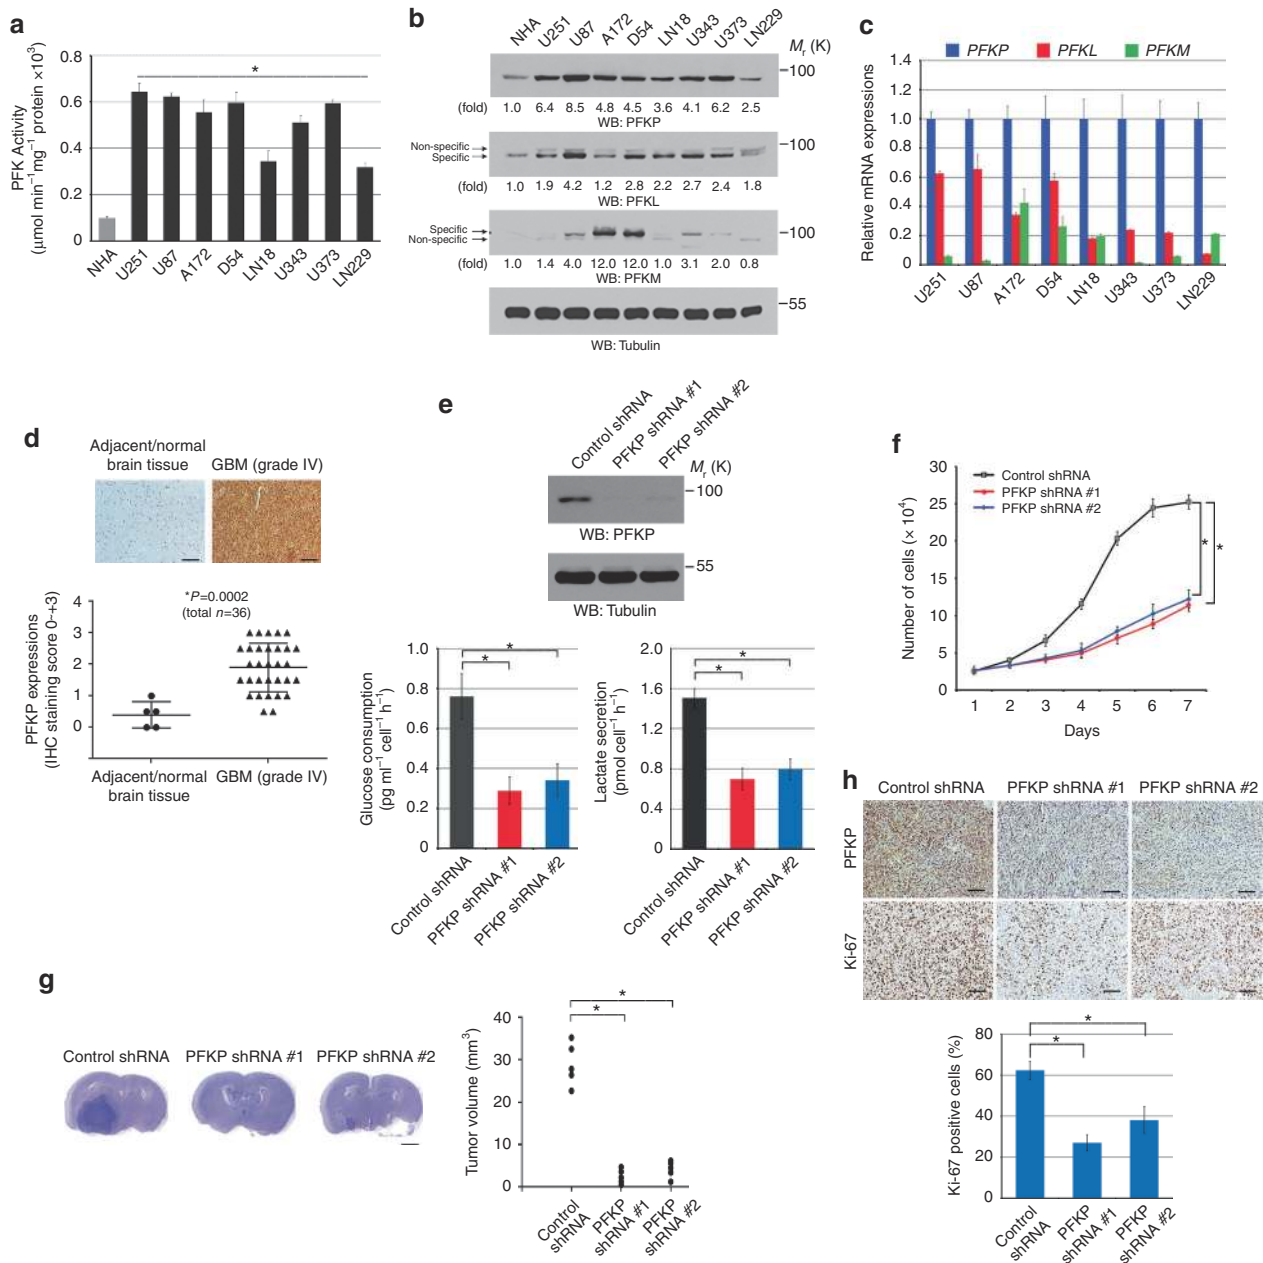 a
PFK Activity
(μmol min⁻¹mg⁻¹ protein ×10³)
0.8
0.6
0.4
0.2
0
*
NHA
U251
U87
A172
D54
LN18
U343
U373
LN229
b
NHA
U251
U87
A172
D54
LN18
U343
U373
LN229
Mr (K)
100
(fold) 1.0 6.4 8.5 4.8 4.5 3.6 4.1 6.2 2.5
WB: PFKP
Non-specific
Specific
100
(fold) 1.0 1.9 4.2 1.2 2.8 2.2 2.7 2.4 1.8
WB: PFKL
Specific
Non-specific
100
(fold) 1.0 1.4 4.0 12.0 12.0 1.0 3.1 2.0 0.8
WB: PFKM
55
WB: Tubulin
c
PFKP PFKL PFKM
Relative mRNA expressions
1.4
1.2
1.0
0.8
0.6
0.4
0.2
0
U251
U87
A172
D54
LN18
U343
U373
LN229
d
Adjacent/normal
brain tissue
GBM (grade IV)
*P=0.0002
(total n=36)
PFKP expressions
(IHC staining score 0–+3)
4
3
2
1
0
Adjacent/normal
brain tissue
GBM (grade IV)
e
Control shRNA
PFKP shRNA #1
PFKP shRNA #2
Mr (K)
100
WB: PFKP
55
WB: Tubulin
Glucose consumption
(pg ml⁻¹ cell⁻¹ h⁻¹)
1.0
0.8
0.6
0.4
0.2
0
*
*
Control shRNA
PFKP shRNA #1
PFKP shRNA #2
Lactate secretion
(pmol cell⁻¹ h⁻¹)
2.0
1.6
1.2
0.8
0.4
0
*
*
Control shRNA
PFKP shRNA #1
PFKP shRNA #2
f
Number of cells (× 10⁴)
30
25
20
15
10
5
0
Control shRNA
PFKP shRNA #1
PFKP shRNA #2
*
*
1 2 3 4 5 6 7
Days
g
Control shRNA PFKP shRNA #1 PFKP shRNA #2
Tumor volume (mm³)
40
30
20
10
0
*
*
Control
shRNA
PFKP
shRNA #1
PFKP
shRNA #2
h
Control shRNA PFKP shRNA #1 PFKP shRNA #2
PFKP
Ki-67
Ki-67 positive cells (%)
80
60
40
20
0
*
*
Control
shRNA
PFKP
shRNA #1
PFKP
shRNA #2